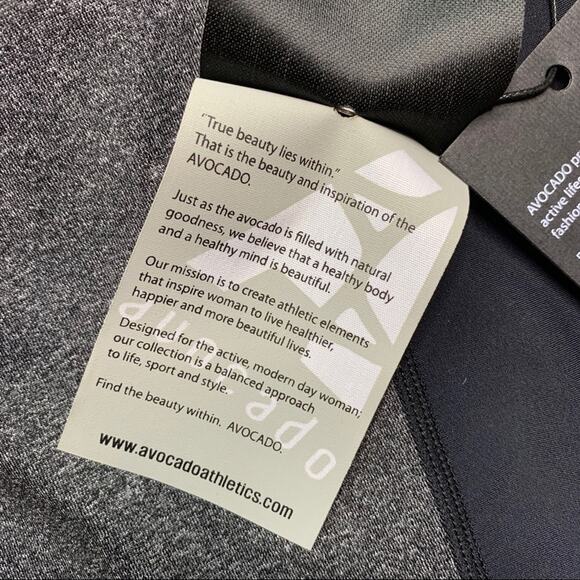 "True beauty lies within."
That is the beauty and inspiration of the
AVOCADO.
Just as the avocado is filled with natural
goodness, we believe that a healthy body
and a healthy mind is beautiful.
Our mission is to create athletic elements
that inspire woman to live healthier,
happier and more beautiful lives.
Designed for the active, modern day woman;
our collection is a balanced approach
to life, sport and style.
Find the beauty within. AVOCADO.
www.avocadoathletics.com
AVOCADO
active
fashion